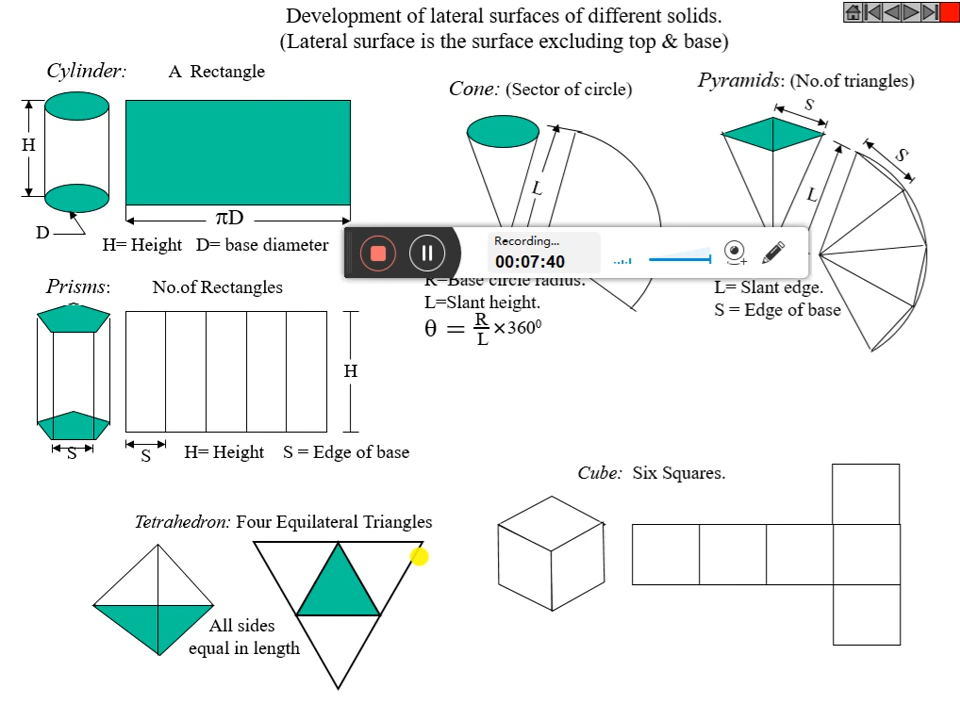 Development of lateral surfaces of different solids.
(Lateral surface is the surface excluding top & base)
Cylinder: A Rectangle
H
πD
D
H= Height D= base diameter
Cone: (Sector of circle)
L
R=Base circle radius.
L=Slant height.
θ = R/L ×360⁰
Pyramids: (No.of triangles)
S
S
L
L= Slant edge.
S = Edge of base
Recording...
00:07:40
Prisms: No.of Rectangles
H
S
S
H= Height S = Edge of base
Tetrahedron: Four Equilateral Triangles
All sides
equal in length
Cube: Six Squares.